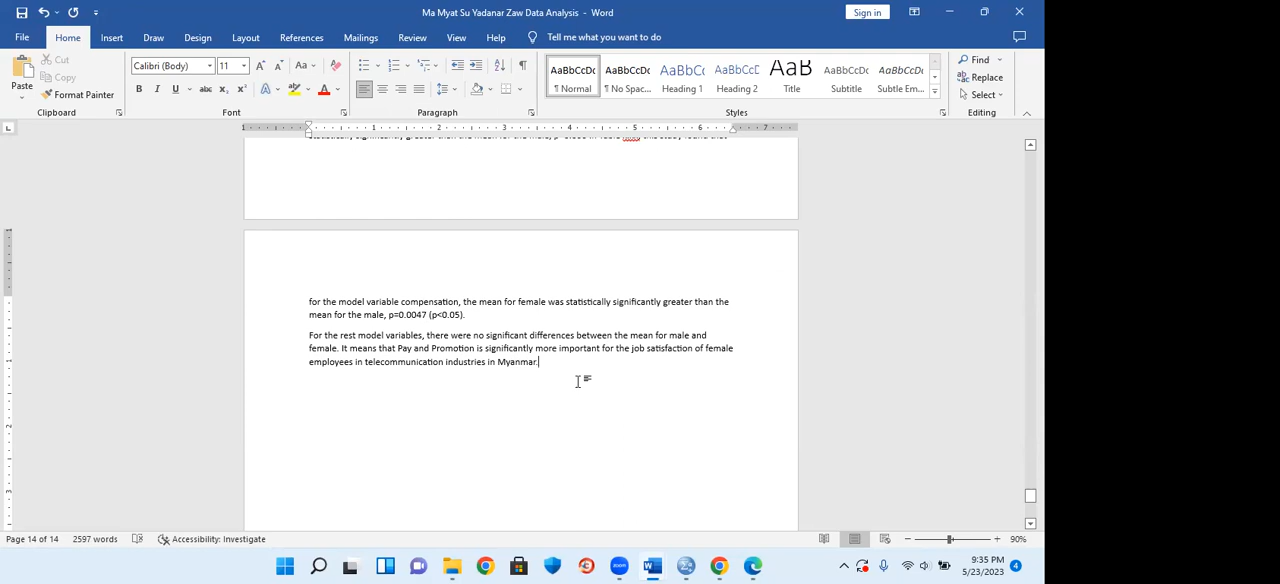 Ma Myat Su Yadanar Zaw Data Analysis - Word
Sign in
File Home Insert Draw Design Layout References Mailings Review View Help Tell me what you want to do
Paste
Cut
Copy
Format Painter
Clipboard
Calibri (Body) 11
Font
Paragraph
AaBbCcDc AaBbCcDc AaBbCc AaBbCcD AaB AaBbCcD AaBbCcDc
¶ Normal ¶ No Spac... Heading 1 Heading 2 Title Subtitle Subtle Em...
Styles
Find
Replace
Select
Editing
for the model variable compensation, the mean for female was statistically significantly greater than the
mean for the male, p=0.0047 (p<0.05).
For the rest model variables, there were no significant differences between the mean for male and
female. It means that Pay and Promotion is significantly more important for the job satisfaction of female
employees in telecommunication industries in Myanmar.
Page 14 of 14 2597 words Accessibility: Investigate 90%
zoom
9:35 PM
5/23/2023
4